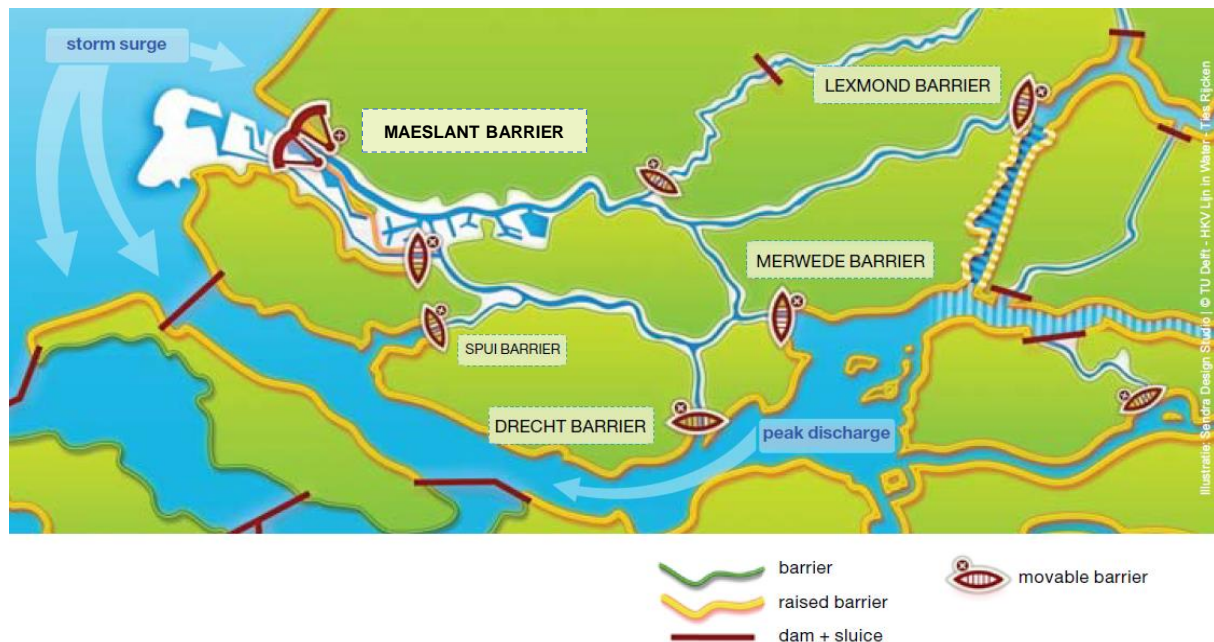 storm surge
LEXMOND BARRIER
MAESLANT BARRIER
MERWEDE BARRIER
SPUI BARRIER
DRECHT BARRIER
peak discharge
Illustratie: Sendra Design Studio | © TU Delft - HKV Lijn in Water - Ties Rijcken
barrier
raised barrier
dam + sluice
movable barrier